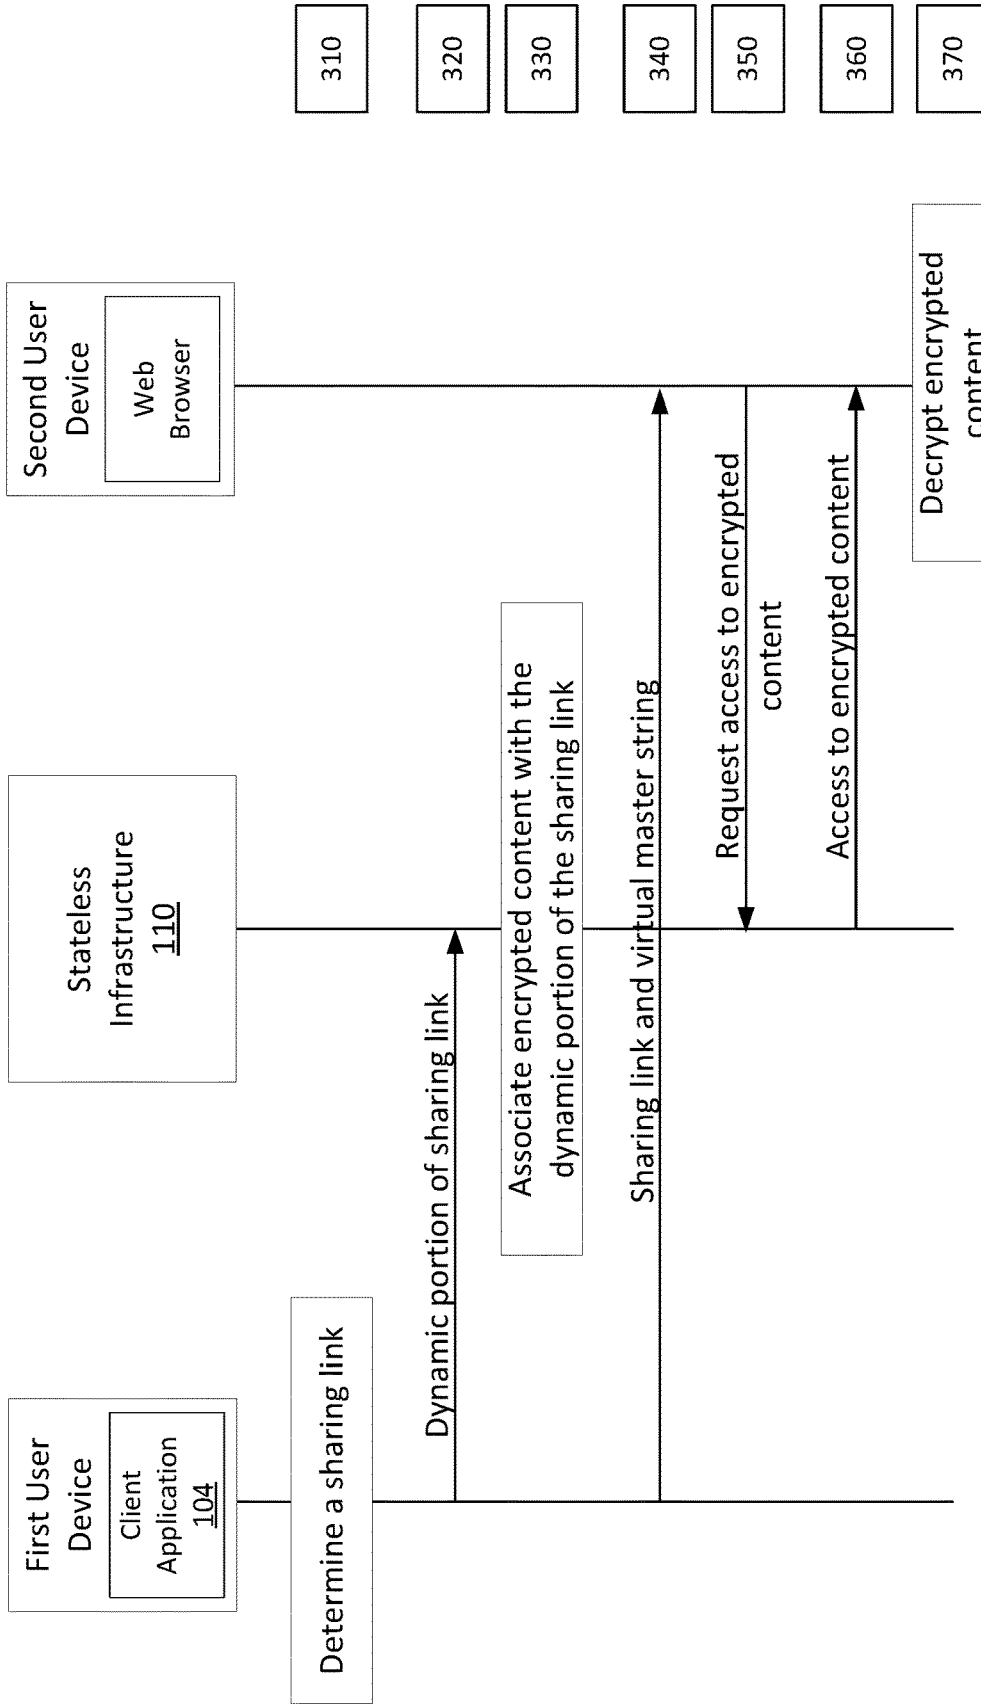 First User
Device
Client
Application
104
Stateless
Infrastructure
110
Second User
Device
Web
Browser
Determine a sharing link
310
Dynamic portion of sharing link
320
Associate encrypted content with the
dynamic portion of the sharing link
330
Sharing link and virtual master string
340
Request access to encrypted
content
350
Access to encrypted content
360
Decrypt encrypted
content
370